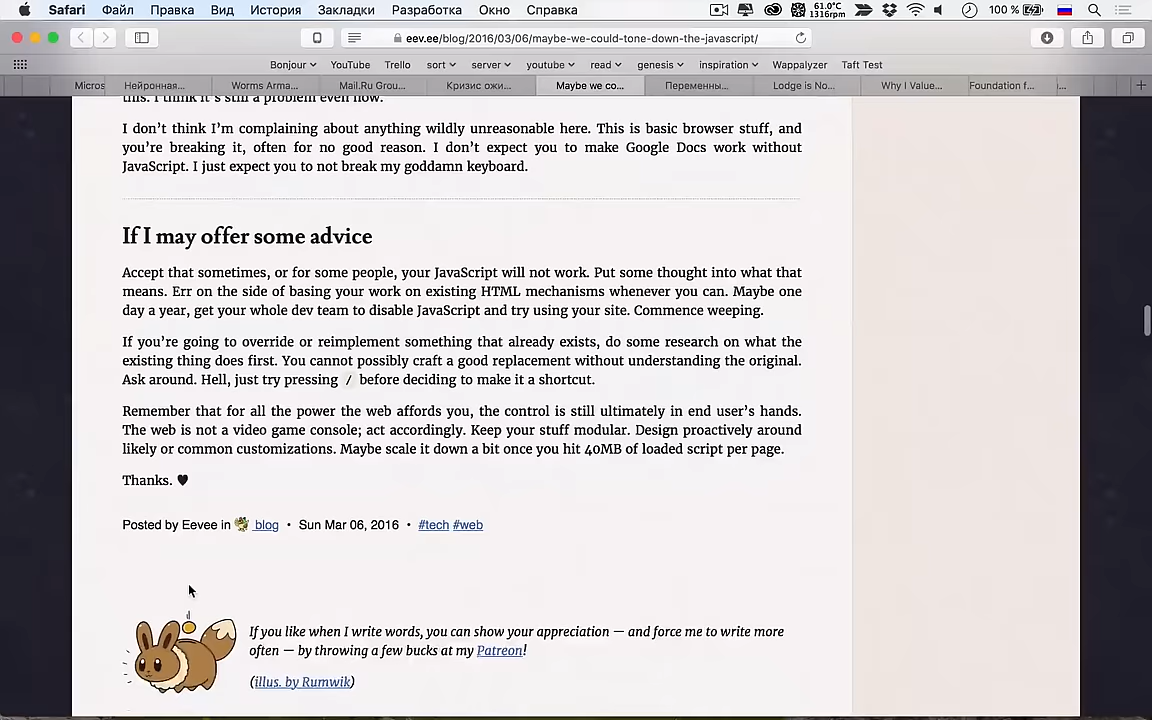 Safari Файл Правка Вид История Закладки Разработка Окно Справка 61.0°C 1316rpm 100 %
eev.ee/blog/2016/03/06/maybe-we-could-tone-down-the-javascript/
Bonjour YouTube Trello sort server youtube read genesis inspiration Wappalyzer Taft Test
Micros Нейронная... Worms Arma... Mail.Ru Grou... Кризис ожи... Maybe we co... Переменны... Lodge is No... Why I Value... Foundation f... ...
this. I think it's still a problem even now.
I don’t think I’m complaining about anything wildly unreasonable here. This is basic browser stuff, and
you’re breaking it, often for no good reason. I don’t expect you to make Google Docs work without
JavaScript. I just expect you to not break my goddamn keyboard.
If I may offer some advice
Accept that sometimes, or for some people, your JavaScript will not work. Put some thought into what that
means. Err on the side of basing your work on existing HTML mechanisms whenever you can. Maybe one
day a year, get your whole dev team to disable JavaScript and try using your site. Commence weeping.
If you’re going to override or reimplement something that already exists, do some research on what the
existing thing does first. You cannot possibly craft a good replacement without understanding the original.
Ask around. Hell, just try pressing / before deciding to make it a shortcut.
Remember that for all the power the web affords you, the control is still ultimately in end user’s hands.
The web is not a video game console; act accordingly. Keep your stuff modular. Design proactively around
likely or common customizations. Maybe scale it down a bit once you hit 40MB of loaded script per page.
Thanks. ♥
Posted by Eevee in blog • Sun Mar 06, 2016 • #tech #web
If you like when I write words, you can show your appreciation — and force me to write more
often — by throwing a few bucks at my Patreon!
(illus. by Rumwik)